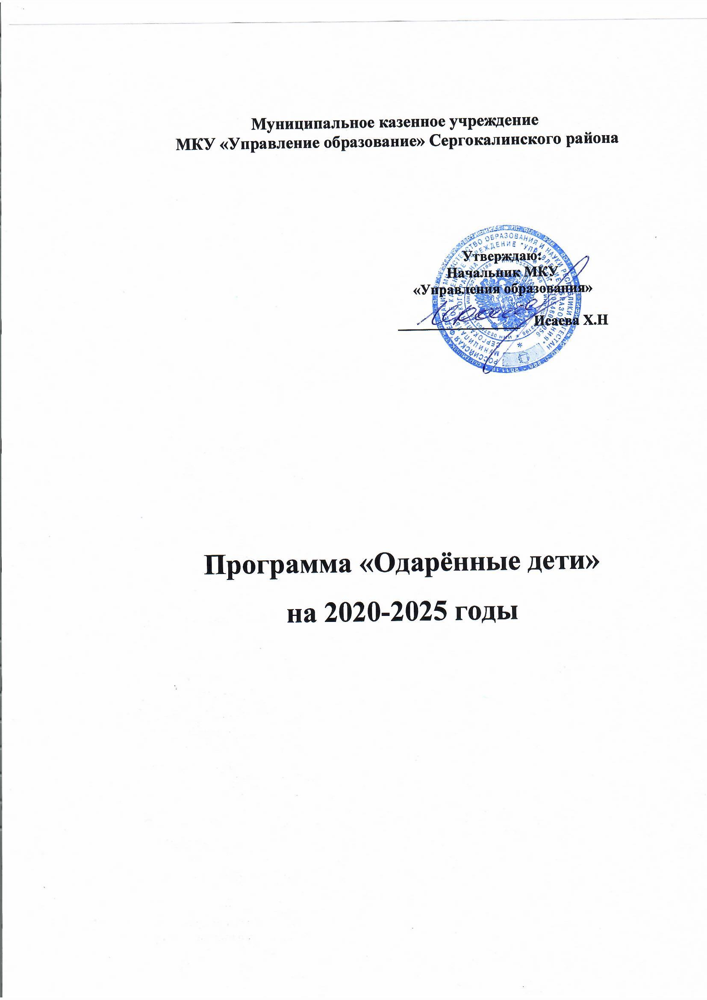 Муниципальное казенное учреждение
МКУ «Управление образование» Сергокалинского района
Утверждаю:
Начальник МКУ
«Управления образования»
Исаева Х.Н
Программа «Одарённые дети»
на 2020-2025 годы